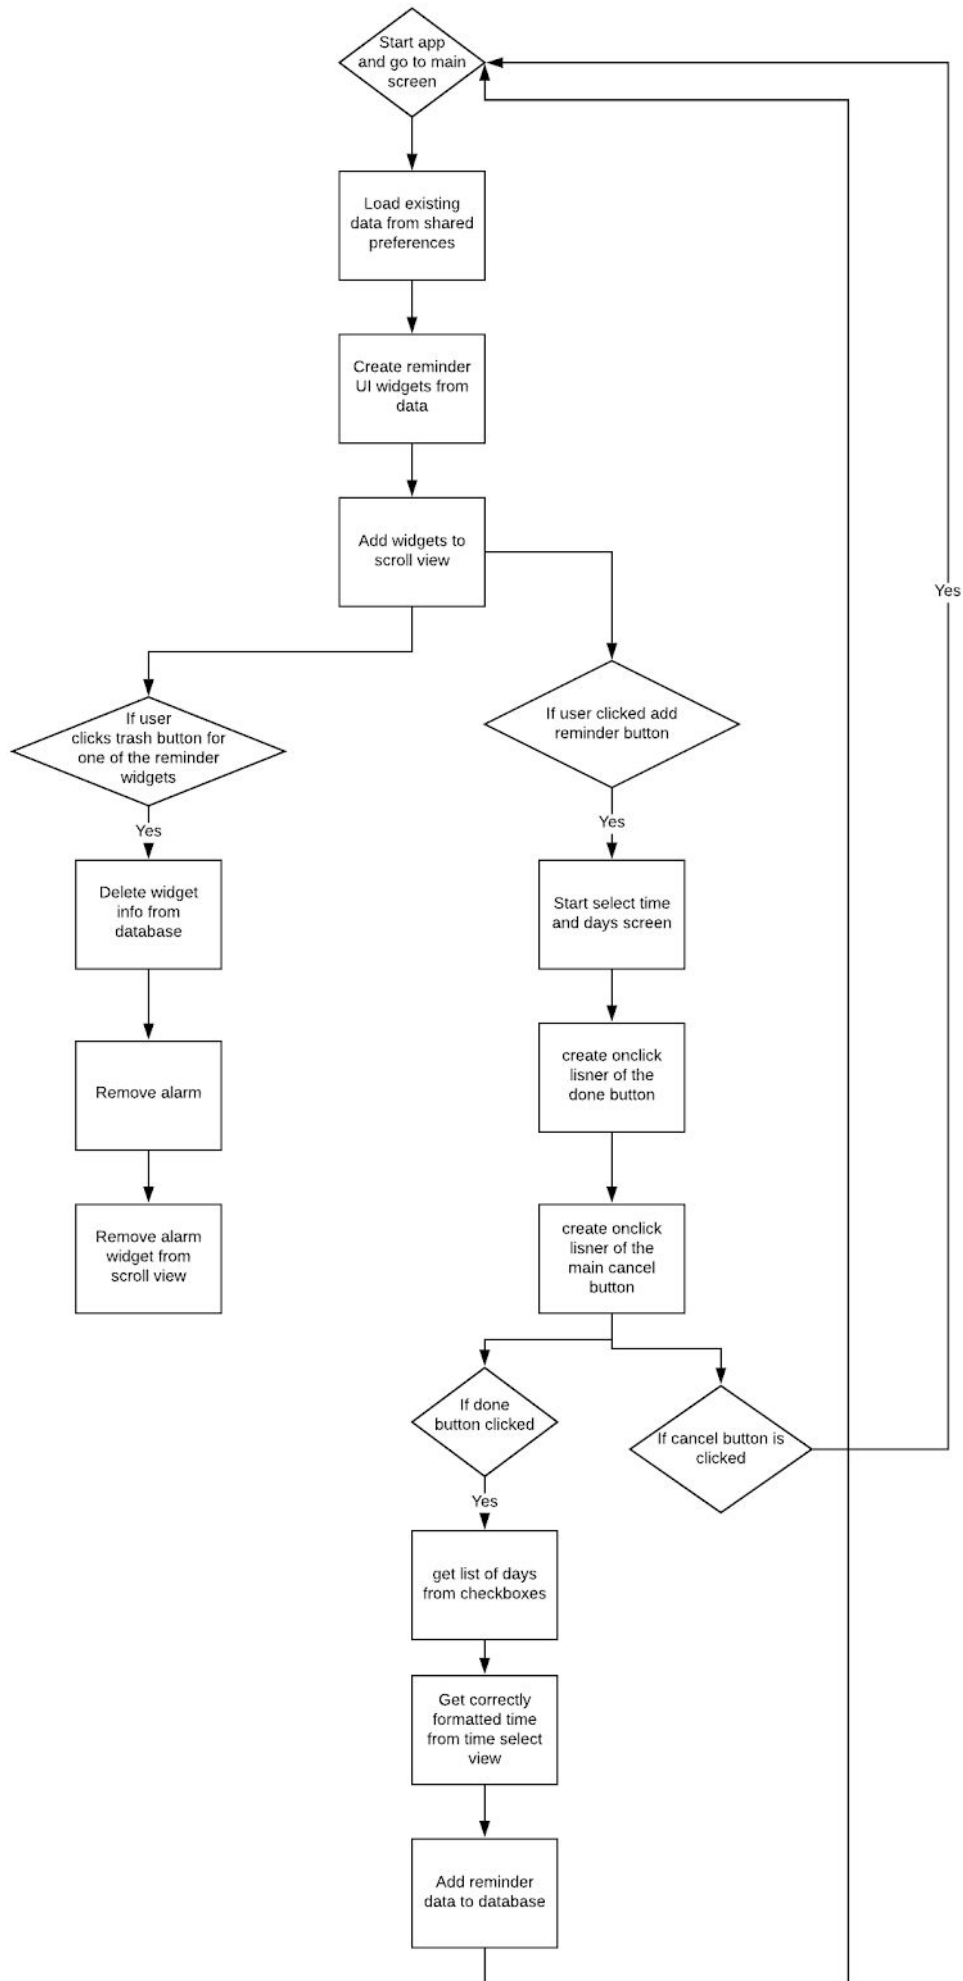 Start app
and go to main
screen
Load existing
data from shared
preferences
Create reminder
UI widgets from
data
Add widgets to
scroll view
Yes
If user
clicks trash button for
one of the reminder
widgets
If user clicked add
reminder button
Yes
Yes
Delete widget
info from
database
Start select time
and days screen
Remove alarm
create onclick
lisner of the
done button
Remove alarm
widget from
scroll view
create onclick
lisner of the
main cancel
button
If done
button clicked
If cancel button is
clicked
Yes
get list of days
from checkboxes
Get correctly
formatted time
from time select
view
Add reminder
data to database